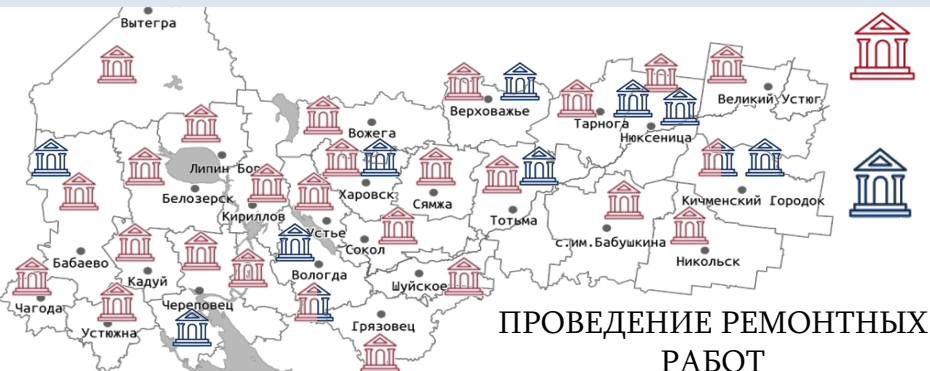 Вытегра
Верховажье
Великий Устюг
Тарнога
Вожега
Нюксеница
Липин Бор
Харовск
Белозерск
Сямжа
Кичменский Городок
Кириллов
Тотьма
Устье
с.им.Бабушкина
Сокол
Бабаево
Никольск
Вологда
Кадуй
Шуйское
Чагода
Череповец
Грязовец
Устюжна
ПРОВЕДЕНИЕ РЕМОНТНЫХ
РАБОТ